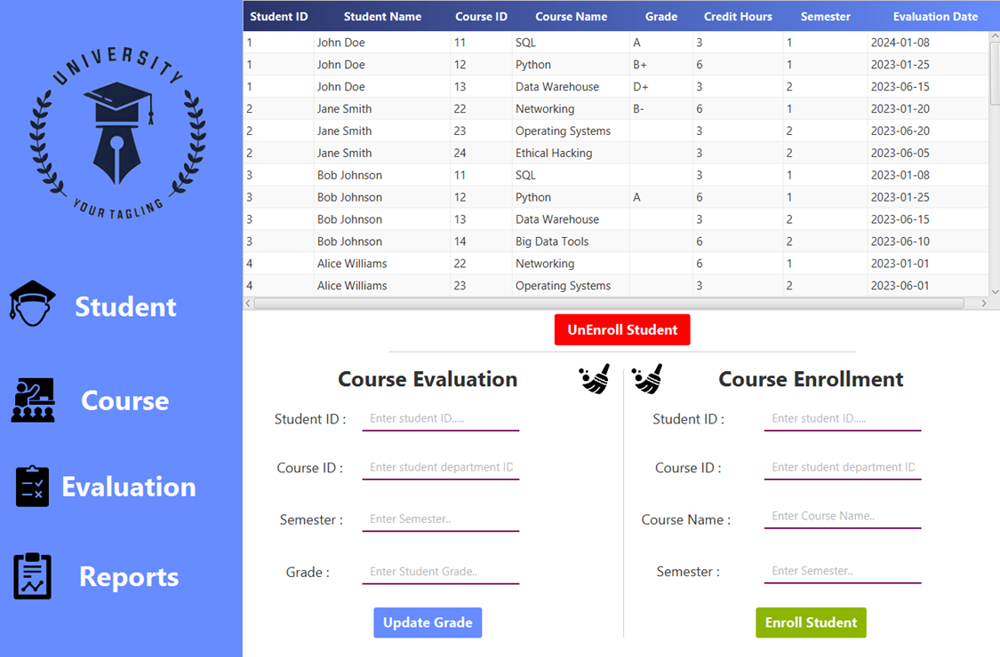 UNIVERSITY
YOUR TAGLING
Student
Course
Evaluation
Reports
Student ID Student Name Course ID Course Name Grade Credit Hours Semester Evaluation Date
1 John Doe 11 SQL A 3 1 2024-01-08
1 John Doe 12 Python B+ 6 1 2023-01-25
1 John Doe 13 Data Warehouse D+ 3 2 2023-06-15
2 Jane Smith 22 Networking B- 6 1 2023-01-20
2 Jane Smith 23 Operating Systems 3 2 2023-06-20
2 Jane Smith 24 Ethical Hacking 3 2 2023-06-05
3 Bob Johnson 11 SQL 3 1 2023-01-08
3 Bob Johnson 12 Python A 6 1 2023-01-25
3 Bob Johnson 13 Data Warehouse 3 2 2023-06-15
3 Bob Johnson 14 Big Data Tools 6 2 2023-06-10
4 Alice Williams 22 Networking 6 1 2023-01-01
4 Alice Williams 23 Operating Systems 3 2 2023-06-01
UnEnroll Student
Course Evaluation
Student ID : Enter student ID.....
Course ID : Enter student department ID
Semester : Enter Semester..
Grade : Enter Student Grade..
Update Grade
Course Enrollment
Student ID : Enter student ID.....
Course ID : Enter student department ID
Course Name : Enter Course Name..
Semester : Enter Semester..
Enroll Student